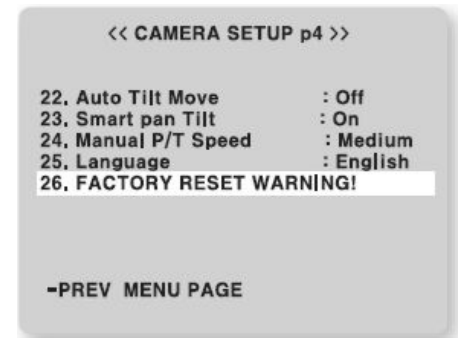 << CAMERA SETUP p4 >>
22. Auto Tilt Move : Off
23. Smart pan Tilt : On
24. Manual P/T Speed : Medium
25. Language : English
26. FACTORY RESET WARNING!
-PREV MENU PAGE